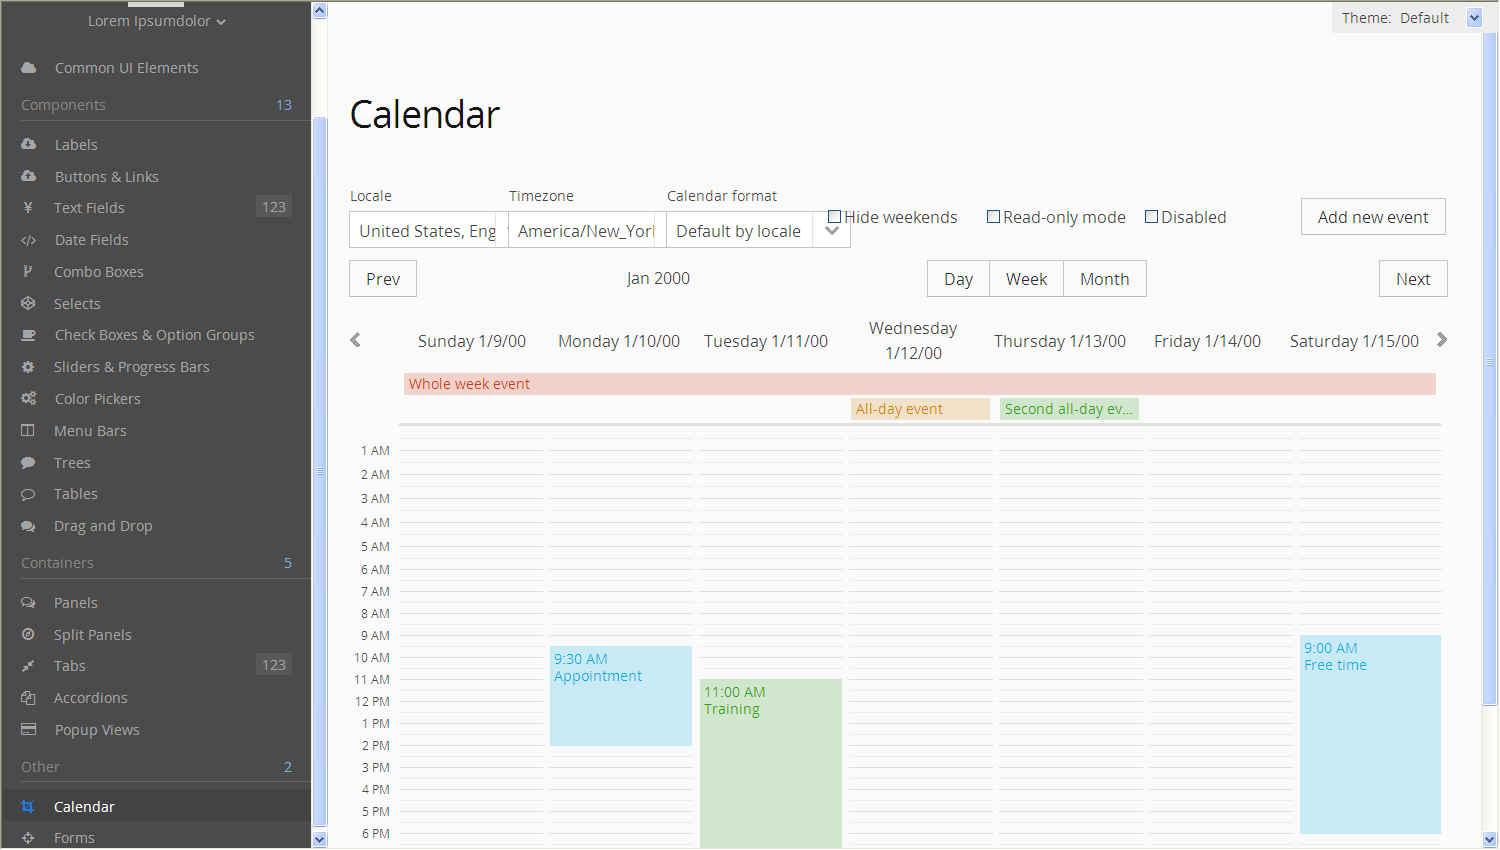 Lorem Ipsumdolor
Common UI Elements
Components 13
Labels
Buttons & Links
Text Fields 123
Date Fields
Combo Boxes
Selects
Check Boxes & Option Groups
Sliders & Progress Bars
Color Pickers
Menu Bars
Trees
Tables
Drag and Drop
Containers 5
Panels
Split Panels
Tabs 123
Accordions
Popup Views
Other 2
Calendar
Forms
Theme: Default
Calendar
Locale Timezone Calendar format
United States, Eng America/New_Yor Default by locale Hide weekends Read-only mode Disabled Add new event
Prev Jan 2000 Day Week Month Next
Sunday 1/9/00 Monday 1/10/00 Tuesday 1/11/00 Wednesday 1/12/00 Thursday 1/13/00 Friday 1/14/00 Saturday 1/15/00
Whole week event
All-day event Second all-day ev...
1 AM
2 AM
3 AM
4 AM
5 AM
6 AM
7 AM
8 AM
9 AM
10 AM
11 AM
12 PM
1 PM
2 PM
3 PM
4 PM
5 PM
6 PM
9:30 AM
Appointment
11:00 AM
Training
9:00 AM
Free time